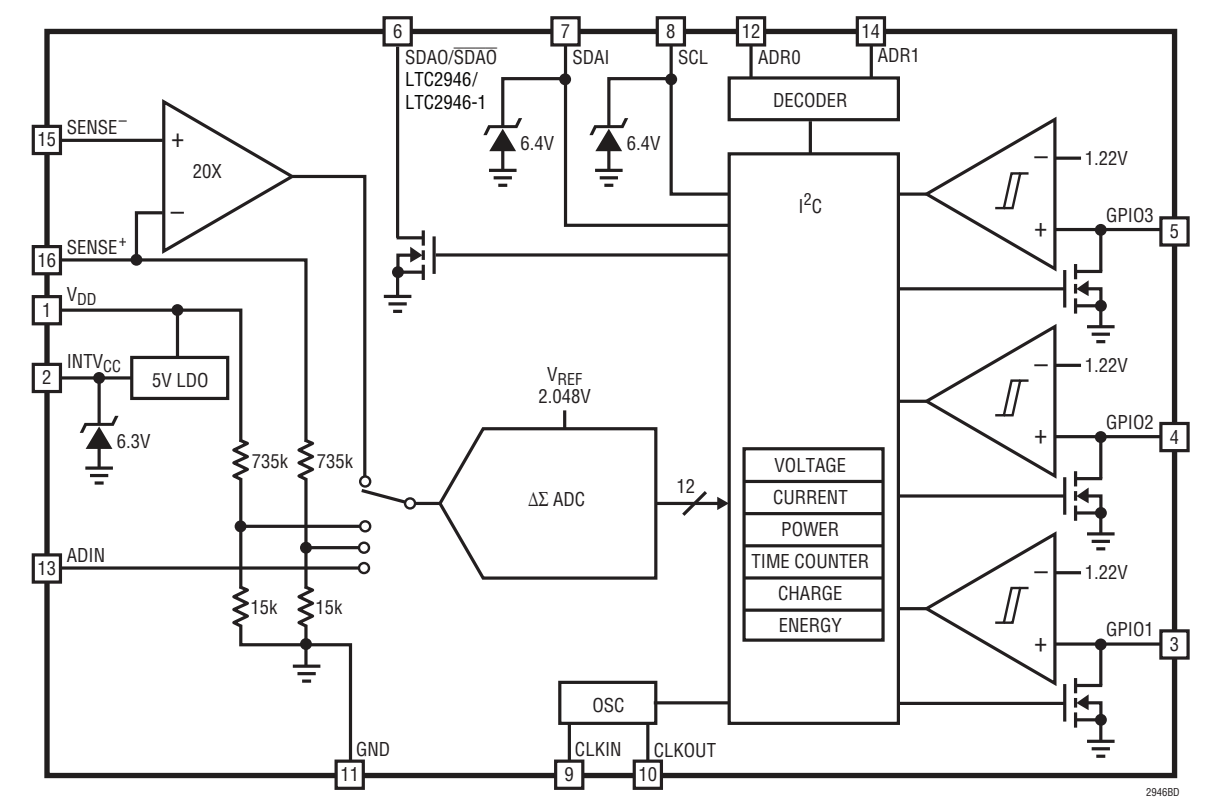 6
7
8
12
14
SDAO/SDAO
LTC2946/
LTC2946-1
SDAI
SCL
ADR0
ADR1
DECODER
15
SENSE–
+
20X
–
16
SENSE+
6.4V
6.4V
I2C
–
1.22V
+
GPIO3
5
1
VDD
2
INTVCC
5V LDO
6.3V
–
1.22V
+
GPIO2
4
735k
735k
VREF
2.048V
ΔΣ ADC
12
VOLTAGE
CURRENT
POWER
TIME COUNTER
CHARGE
ENERGY
13
ADIN
15k
15k
–
1.22V
+
GPIO1
3
OSC
GND
CLKIN
CLKOUT
11
9
10
2946BD